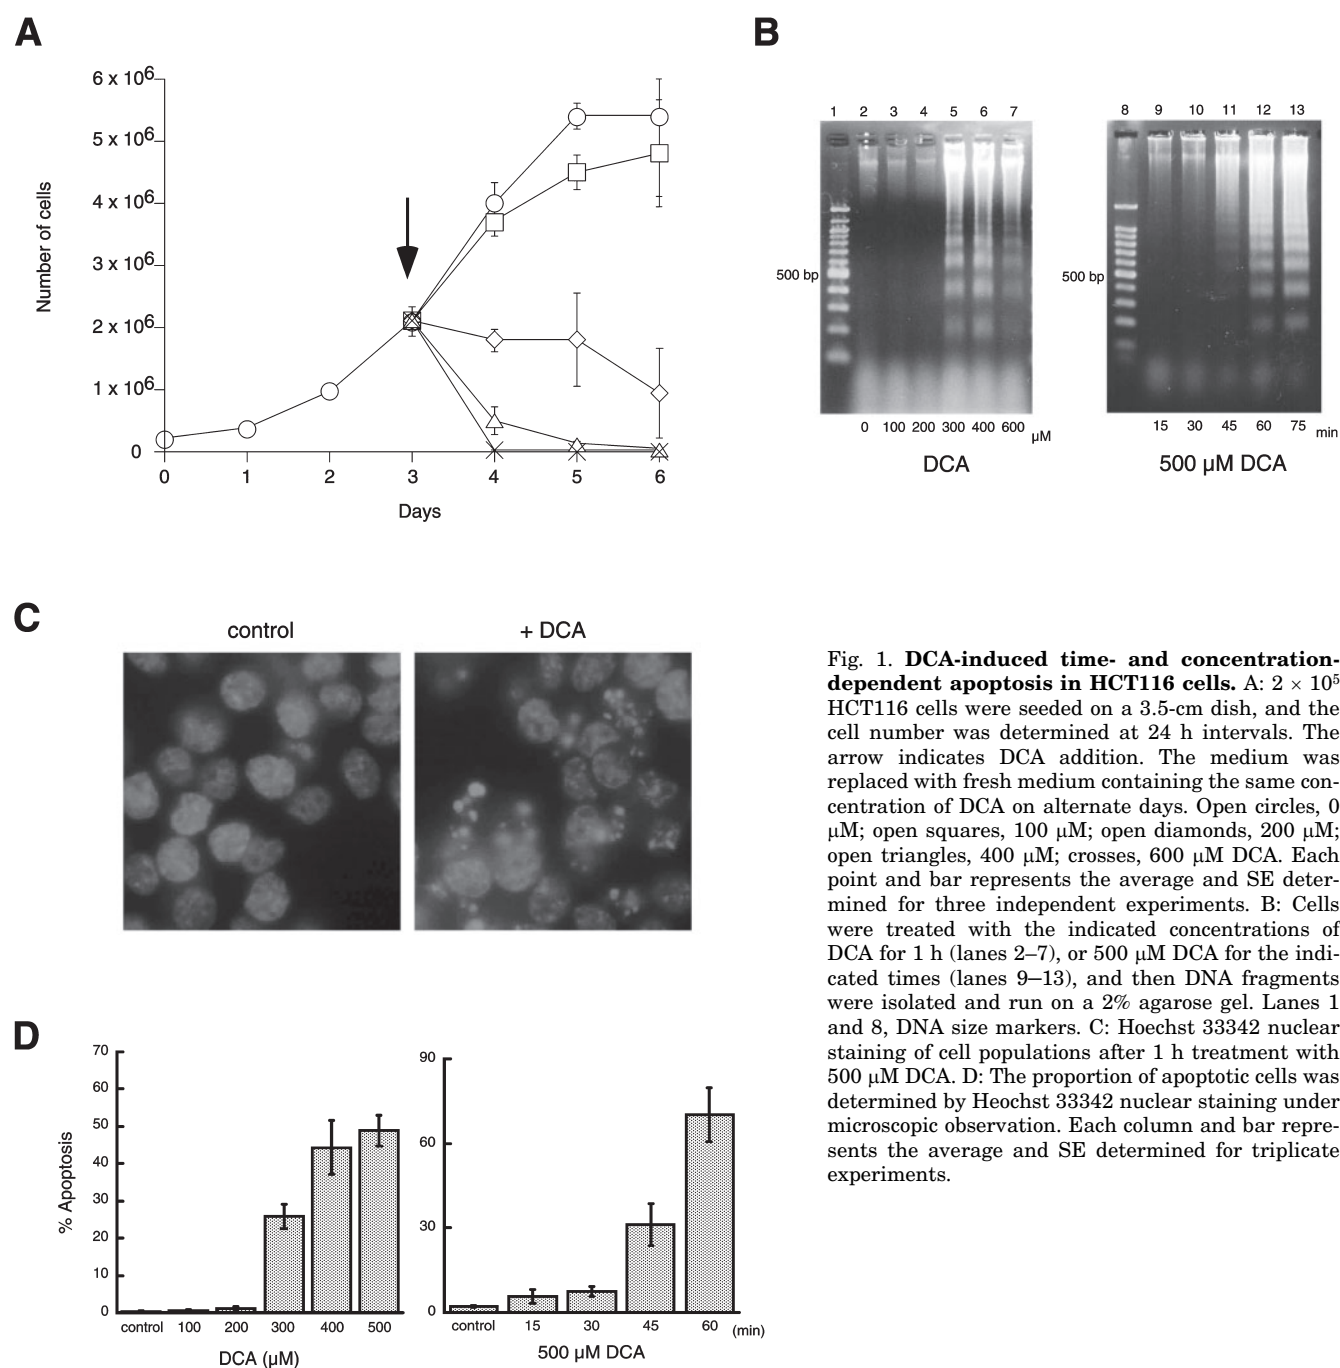 A
6 x 10⁶
5 x 10⁶
4 x 10⁶
3 x 10⁶
2 x 10⁶
1 x 10⁶
0
Number of cells
0 1 2 3 4 5 6
Days
B
1 2 3 4 5 6 7
500 bp
0 100 200 300 400 600 µM
DCA
8 9 10 11 12 13
500 bp
15 30 45 60 75 min
500 µM DCA
C
control
+ DCA
D
70
60
50
40
30
20
10
0
% Apoptosis
control 100 200 300 400 500
DCA (µM)
90
60
30
0
control 15 30 45 60 (min)
500 µM DCA
Fig. 1. DCA-induced time- and concentration-
dependent apoptosis in HCT116 cells. A: 2 × 10⁵
HCT116 cells were seeded on a 3.5-cm dish, and the
cell number was determined at 24 h intervals. The
arrow indicates DCA addition. The medium was
replaced with fresh medium containing the same con-
centration of DCA on alternate days. Open circles, 0
µM; open squares, 100 µM; open diamonds, 200 µM;
open triangles, 400 µM; crosses, 600 µM DCA. Each
point and bar represents the average and SE deter-
mined for three independent experiments. B: Cells
were treated with the indicated concentrations of
DCA for 1 h (lanes 2–7), or 500 µM DCA for the indi-
cated times (lanes 9–13), and then DNA fragments
were isolated and run on a 2% agarose gel. Lanes 1
and 8, DNA size markers. C: Hoechst 33342 nuclear
staining of cell populations after 1 h treatment with
500 µM DCA. D: The proportion of apoptotic cells was
determined by Heochst 33342 nuclear staining under
microscopic observation. Each column and bar repre-
sents the average and SE determined for triplicate
experiments.